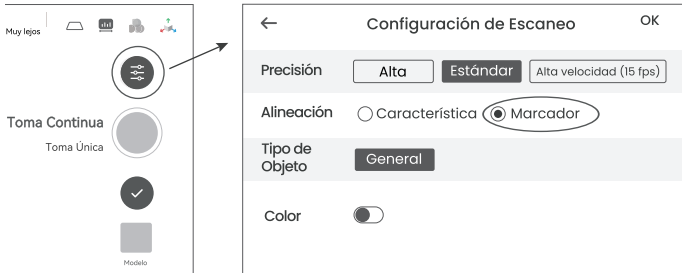 Muy lejos
Toma Continua
Toma Única
Modelo
Configuración de Escaneo
OK
Precisión
Alta
Estándar
Alta velocidad (15 fps)
Alineación
Característica
Marcador
Tipo de
Objeto
General
Color